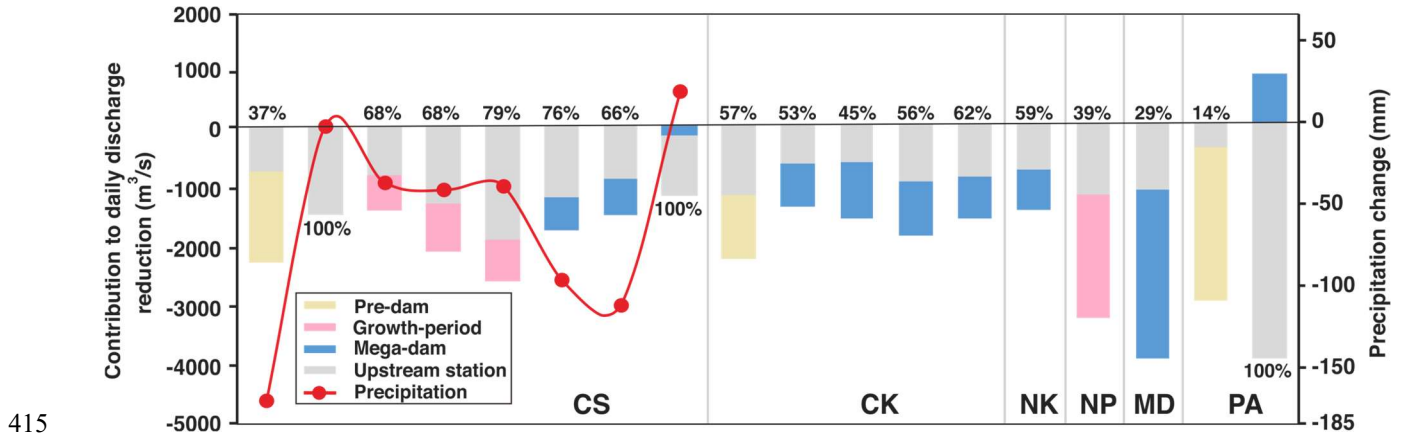 2000
1000
0
-1000
-2000
-3000
-4000
-5000
Contribution to daily discharge
reduction (m³/s)
37% 68% 68% 79% 76% 66% 57% 53% 45% 56% 62% 59% 39% 29% 14%
100% 100% 100%
Pre-dam
Growth-period
Mega-dam
Upstream station
Precipitation
CS CK NK NP MD PA
50
0
-50
-100
-150
-185
Precipitation change (mm)
415